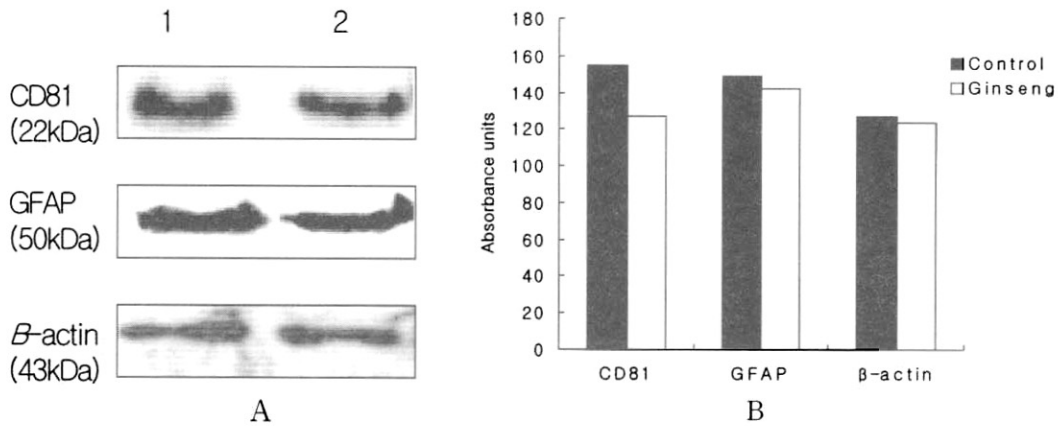 1 2
CD81
(22kDa)
GFAP
(50kDa)
B-actin
(43kDa)
A
180
160
140
120
100
80
60
40
20
0
Absorbance units
CD81 GFAP β-actin
Control
Ginseng
B